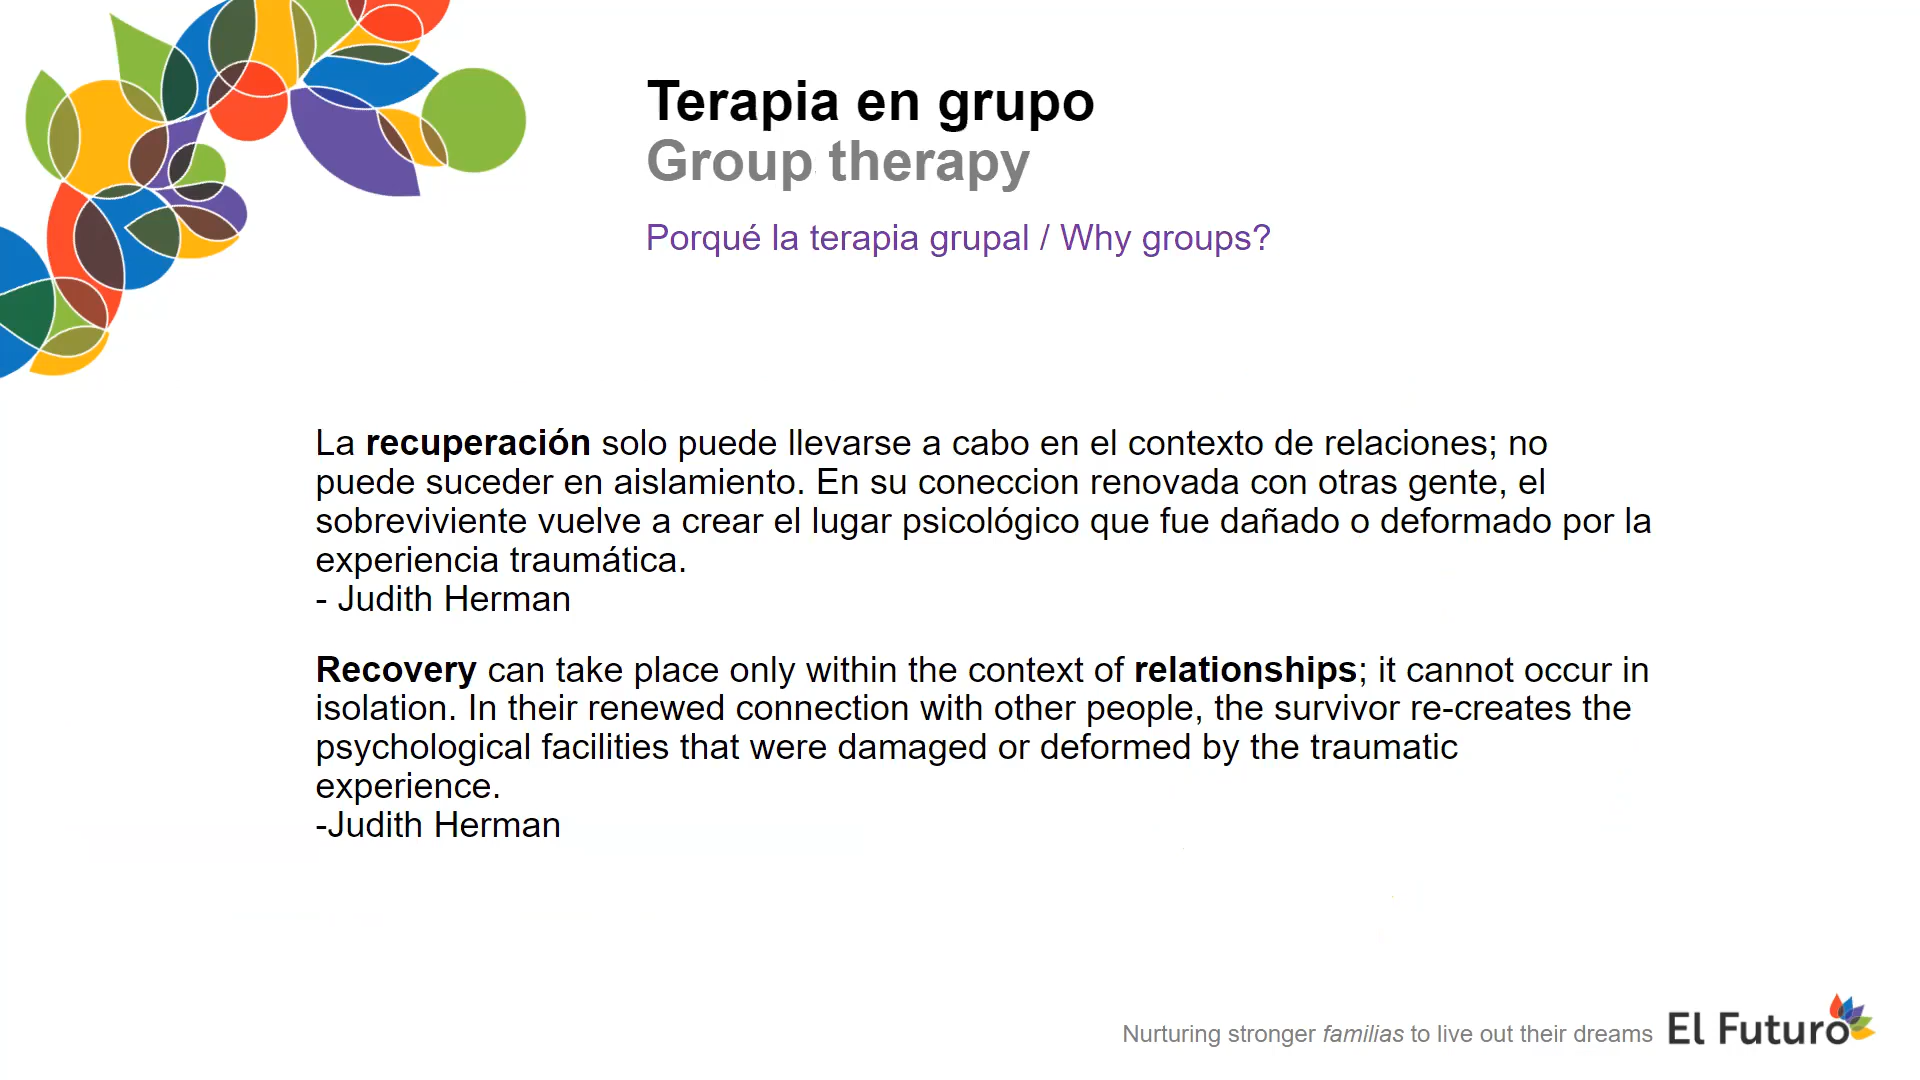 Terapia en grupo
Group therapy
Porqué la terapia grupal / Why groups?
La recuperación solo puede llevarse a cabo en el contexto de relaciones; no
puede suceder en aislamiento. En su coneccion renovada con otras gente, el
sobreviviente vuelve a crear el lugar psicológico que fue dañado o deformado por la
experiencia traumática.
- Judith Herman
Recovery can take place only within the context of relationships; it cannot occur in
isolation. In their renewed connection with other people, the survivor re-creates the
psychological facilities that were damaged or deformed by the traumatic
experience.
-Judith Herman
Nurturing stronger familias to live out their dreams
El Futuro